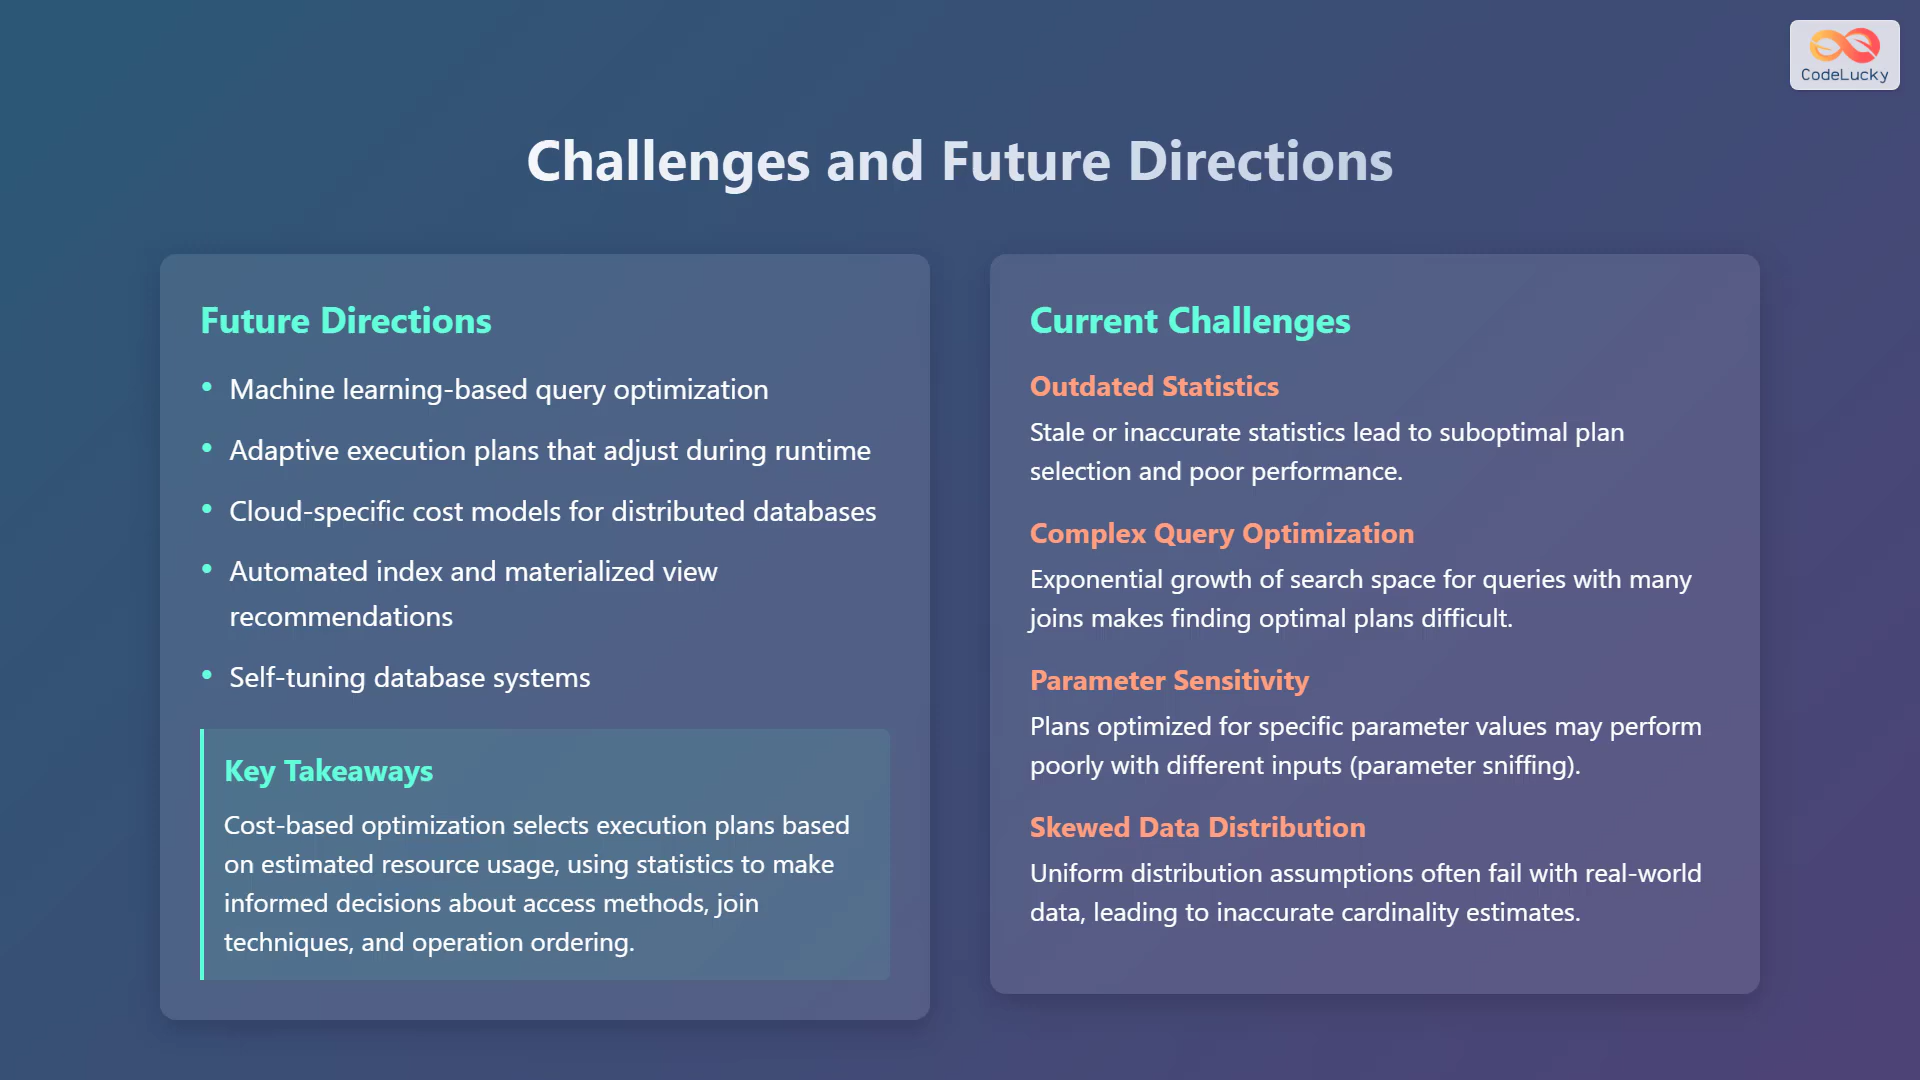 CodeLucky
Challenges and Future Directions
Future Directions
• Machine learning-based query optimization
• Adaptive execution plans that adjust during runtime
• Cloud-specific cost models for distributed databases
• Automated index and materialized view
recommendations
• Self-tuning database systems
Key Takeaways
Cost-based optimization selects execution plans based
on estimated resource usage, using statistics to make
informed decisions about access methods, join
techniques, and operation ordering.
Current Challenges
Outdated Statistics
Stale or inaccurate statistics lead to suboptimal plan
selection and poor performance.
Complex Query Optimization
Exponential growth of search space for queries with many
joins makes finding optimal plans difficult.
Parameter Sensitivity
Plans optimized for specific parameter values may perform
poorly with different inputs (parameter sniffing).
Skewed Data Distribution
Uniform distribution assumptions often fail with real-world
data, leading to inaccurate cardinality estimates.